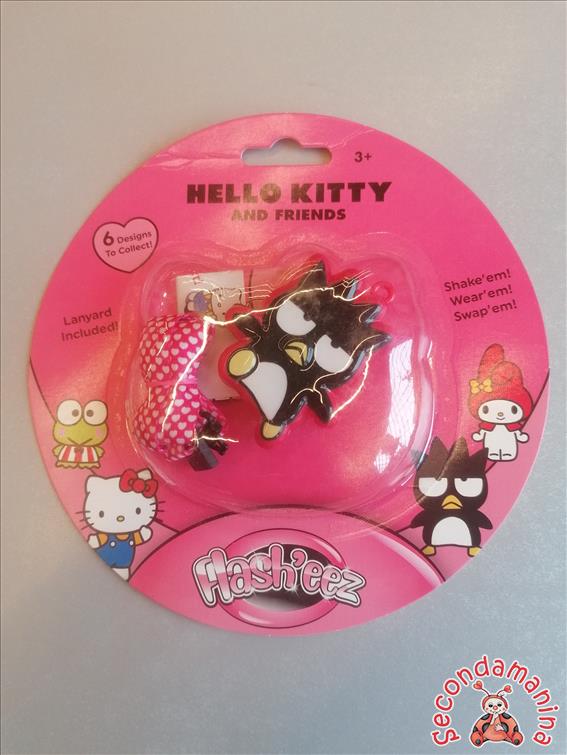 3+
HELLO KITTY
AND FRIENDS
6 Designs
To Collect!
Lanyard
Included!
Shake'em!
Wear'em!
Swap'em!
Flash'eez
Secondamanina